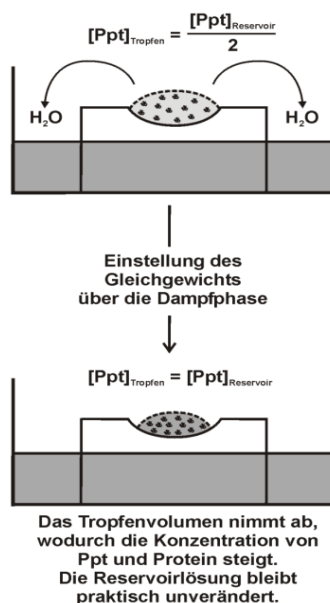 [Ppt]Tropfen = [Ppt]Reservoir
2
H₂O
H₂O
Einstellung des
Gleichgewichts
über die Dampfphase
[Ppt]Tropfen = [Ppt]Reservoir
Das Tropfenvolumen nimmt ab,
wodurch die Konzentration von
Ppt und Protein steigt.
Die Reservoirlösung bleibt
praktisch unverändert.